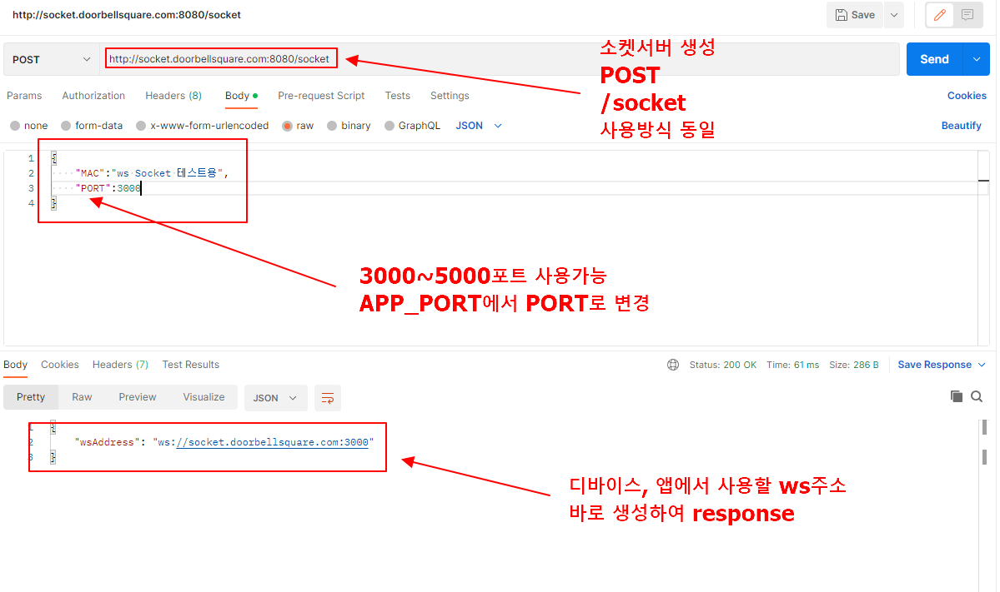 http://socket.doorbellsquare.com:8080/socket
Save
POST
http://socket.doorbellsquare.com:8080/socket
Send
소켓서버 생성
POST
/socket
사용방식 동일
Params Authorization Headers (8) Body Pre-request Script Tests Settings Cookies
none form-data x-www-form-urlencoded raw binary GraphQL JSON Beautify
1 {
2 "MAC":"ws Socket 테스트용",
3 "PORT":3000
4 }
3000~5000포트 사용가능
APP_PORT에서 PORT로 변경
Body Cookies Headers (7) Test Results Status: 200 OK Time: 61 ms Size: 286 B Save Response
Pretty Raw Preview Visualize JSON
1 {
2 "wsAddress": "ws://socket.doorbellsquare.com:3000"
3 }
디바이스, 앱에서 사용할 ws주소
바로 생성하여 response